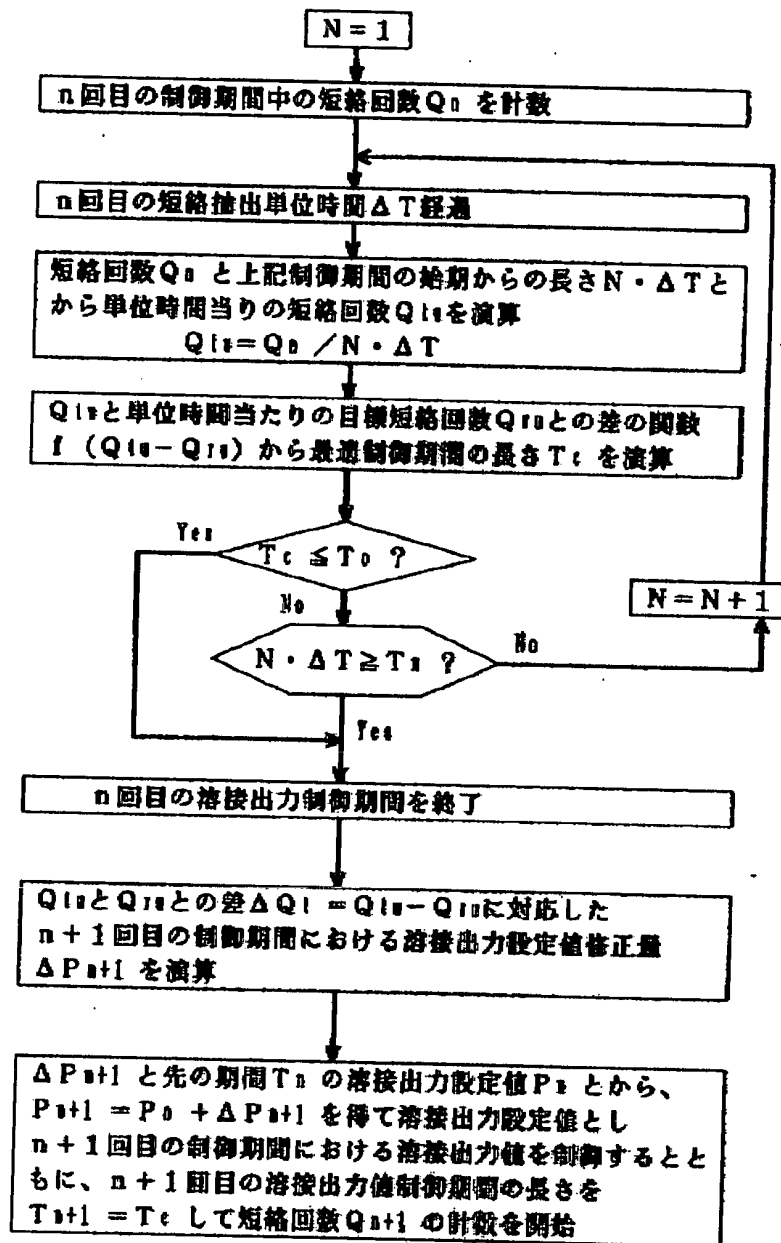 N=1
n回目の制御期間中の短絡回数Qn を計数
n回目の短絡抽出単位時間ΔT経過
短絡回数Qn と上記制御期間の始期からの長さN・ΔTと
から単位時間当りの短絡回数Qtnを演算
Qtn=Qn /N・ΔT
Qtnと単位時間当たりの目標短絡回数Qrnとの差の関数
f (Qtn-Qrn) から最適制御期間の長さTc を演算
Yes
Tc ≦Tn ?
No
N=N+1
N・ΔT≧Tn ?
No
Yes
n回目の溶接出力制御期間を終了
QtnとQrnとの差ΔQt =Qtn-Qrnに対応した
n+1回目の制御期間における溶接出力設定値修正量
ΔPn+1 を演算
ΔPn+1 と先の期間Tn の溶接出力設定値Pn とから、
Pn+1 =Pn +ΔPn+1 を得て溶接出力設定値とし
n+1回目の制御期間における溶接出力値を制御するとと
もに、n+1回目の溶接出力値制御期間の長さを
Tn+1 =Tc して短絡回数Qn+1 の計数を開始